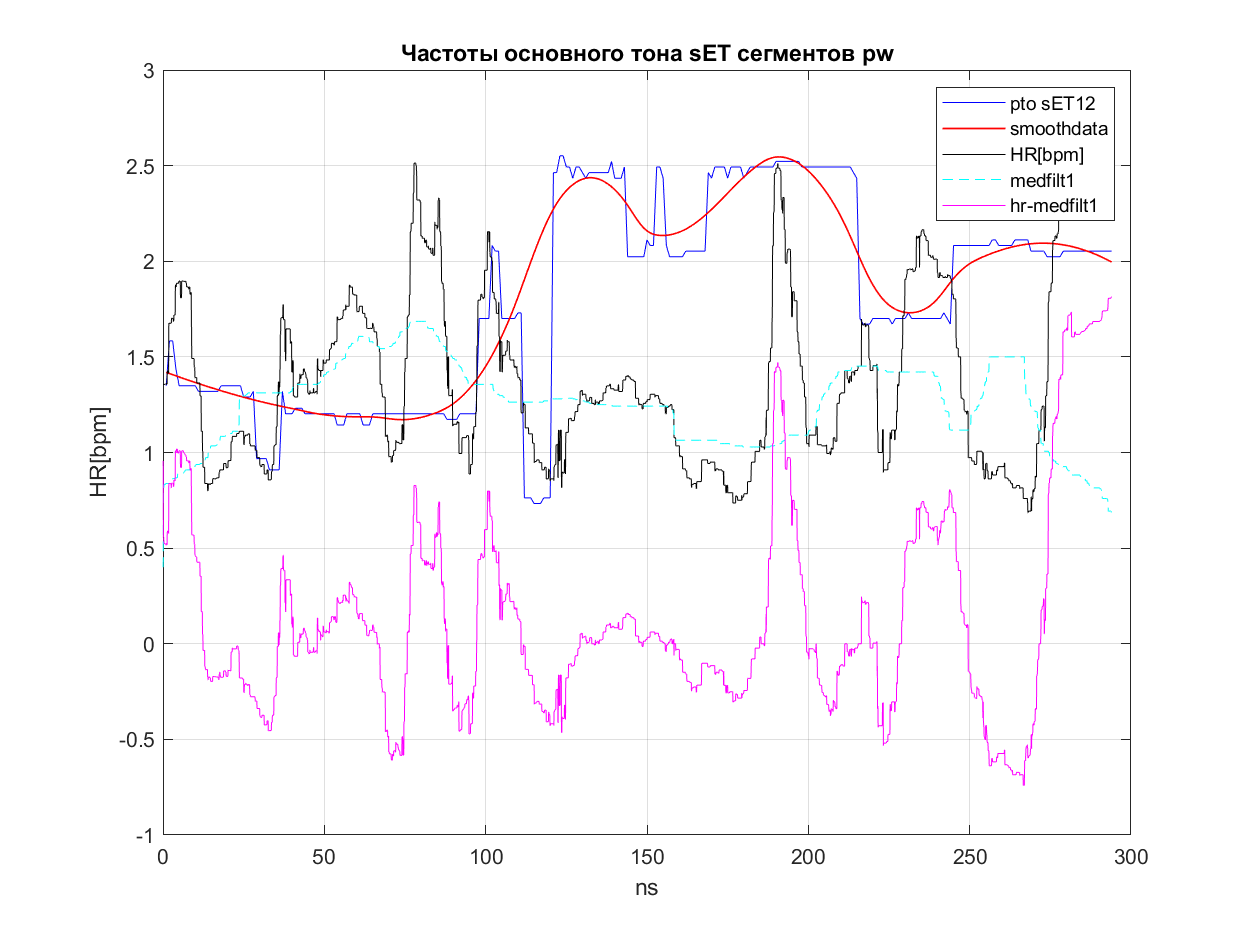 Частоты основного тона sET сегментов pw
pto sET12
smoothdata
HR[bpm]
medfilt1
hr-medfilt1
3
2.5
2
1.5
1
0.5
0
-0.5
-1
HR[bpm]
0 50 100 150 200 250 300
ns